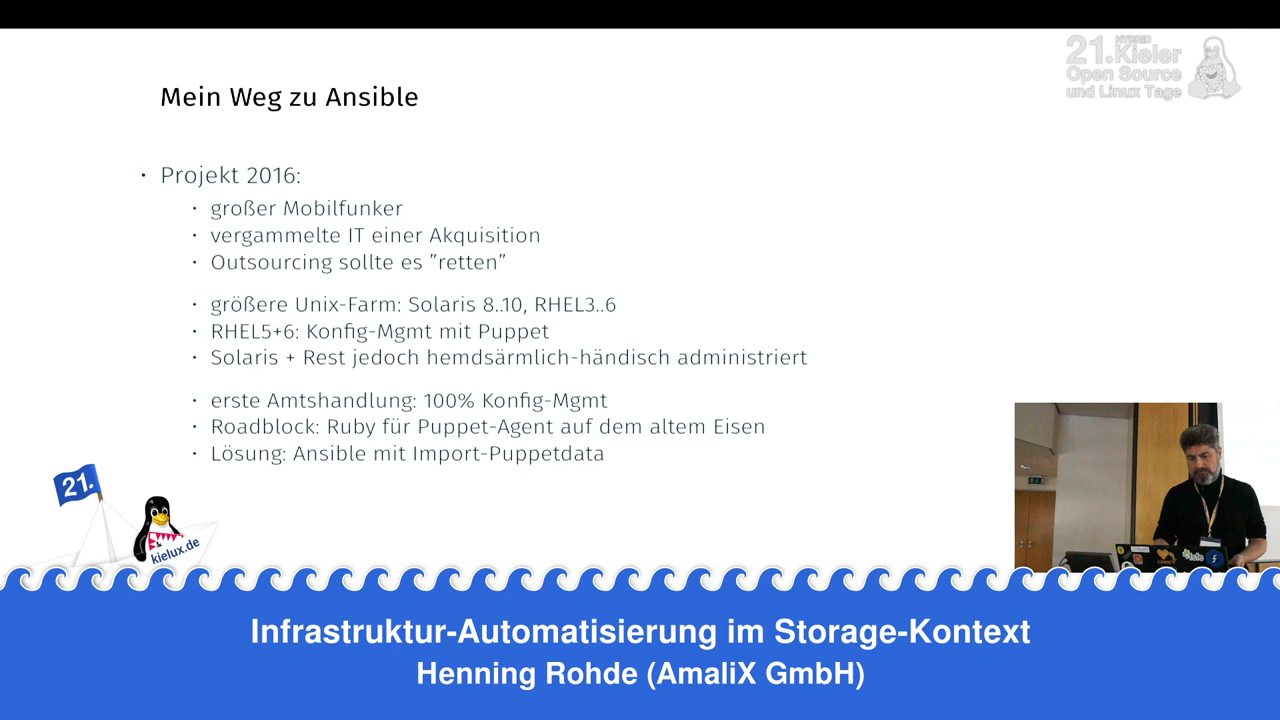 HYBRID
21.Kieler
Open Source
und Linux Tage
Mein Weg zu Ansible
• Projekt 2016:
• großer Mobilfunker
• vergammelte IT einer Akquisition
• Outsourcing sollte es ”retten”
• größere Unix-Farm: Solaris 8..10, RHEL3..6
• RHEL5+6: Konfig-Mgmt mit Puppet
• Solaris + Rest jedoch hemdsärmlich-händisch administriert
• erste Amtshandlung: 100% Konfig-Mgmt
• Roadblock: Ruby für Puppet-Agent auf dem altem Eisen
• Lösung: Ansible mit Import-Puppetdata
21.
kielux.de
Infrastruktur-Automatisierung im Storage-Kontext
Henning Rohde (AmaliX GmbH)